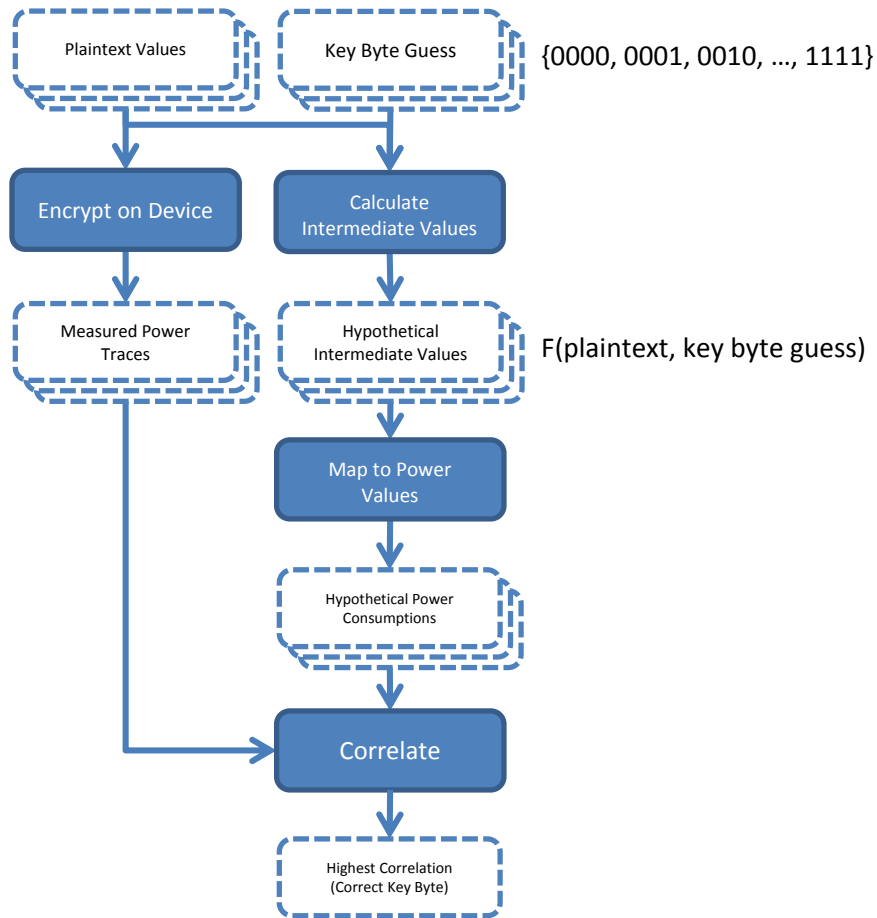 Plaintext Values
Key Byte Guess
{0000, 0001, 0010, …, 1111}
Encrypt on Device
Calculate
Intermediate Values
Measured Power
Traces
Hypothetical
Intermediate Values
F(plaintext, key byte guess)
Map to Power
Values
Hypothetical Power
Consumptions
Correlate
Highest Correlation
(Correct Key Byte)